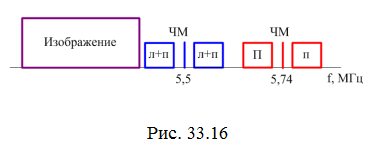 ЧМ ЧМ
Изображение л+п л+п П п
5,5 5,74 f, МГц
Рис. 33.16